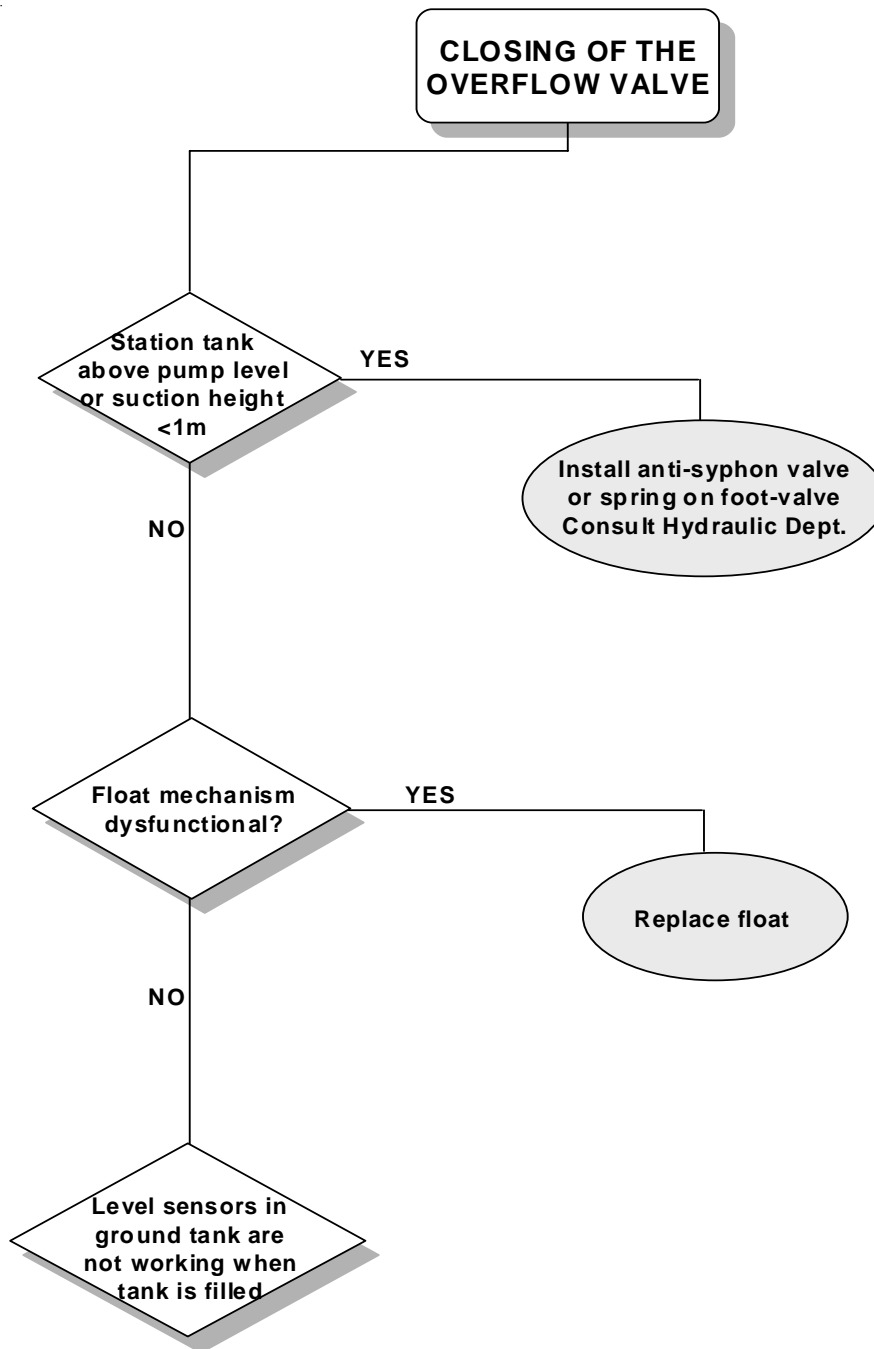 CLOSING OF THE
OVERFLOW VALVE
Station tank
above pump level
or suction height
<1m
YES
Install anti-syphon valve
or spring on foot-valve
Consult Hydraulic Dept.
NO
Float mechanism
dysfunctional?
YES
Replace float
NO
Level sensors in
ground tank are
not working when
tank is filled